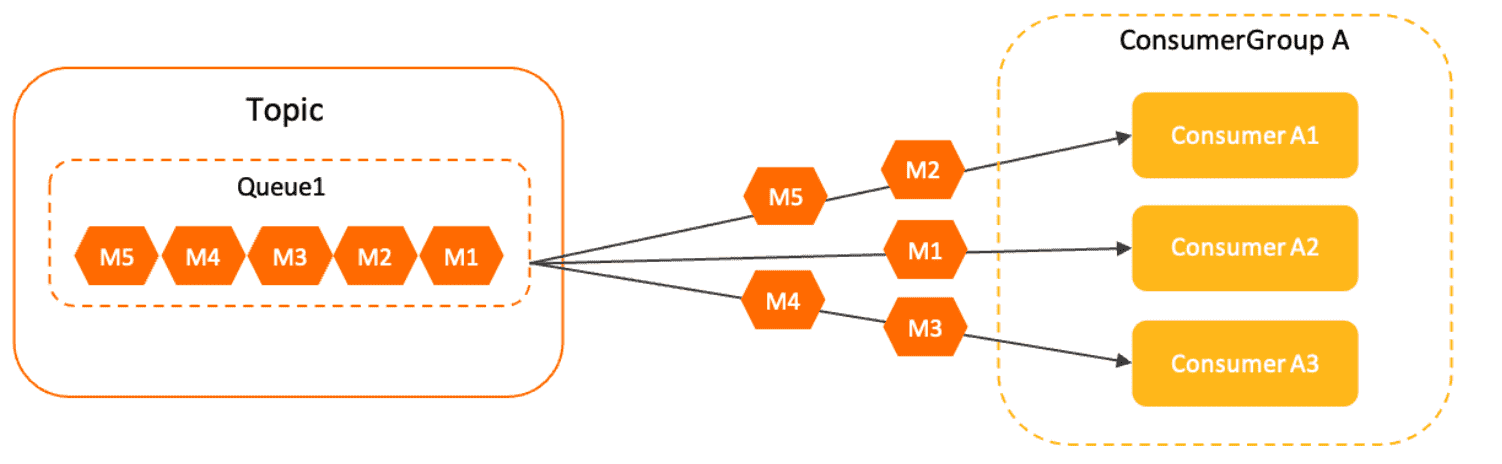 Topic
Queue1
M5 M4 M3 M2 M1
M5 M2
M1
M4 M3
ConsumerGroup A
Consumer A1
Consumer A2
Consumer A3